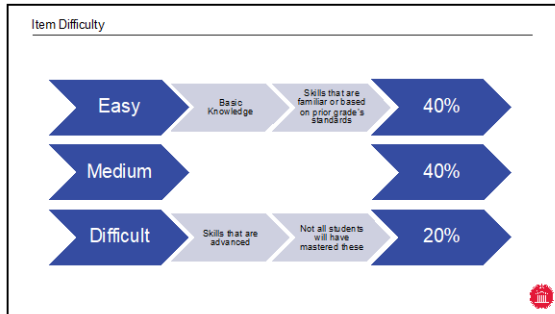 Item Difficulty
Easy
Basic
Knowledge
Skills that are
familiar or based
on prior grade's
standards
40%
Medium
40%
Difficult
Skills that are
advanced
Not all students
will have
mastered these
20%